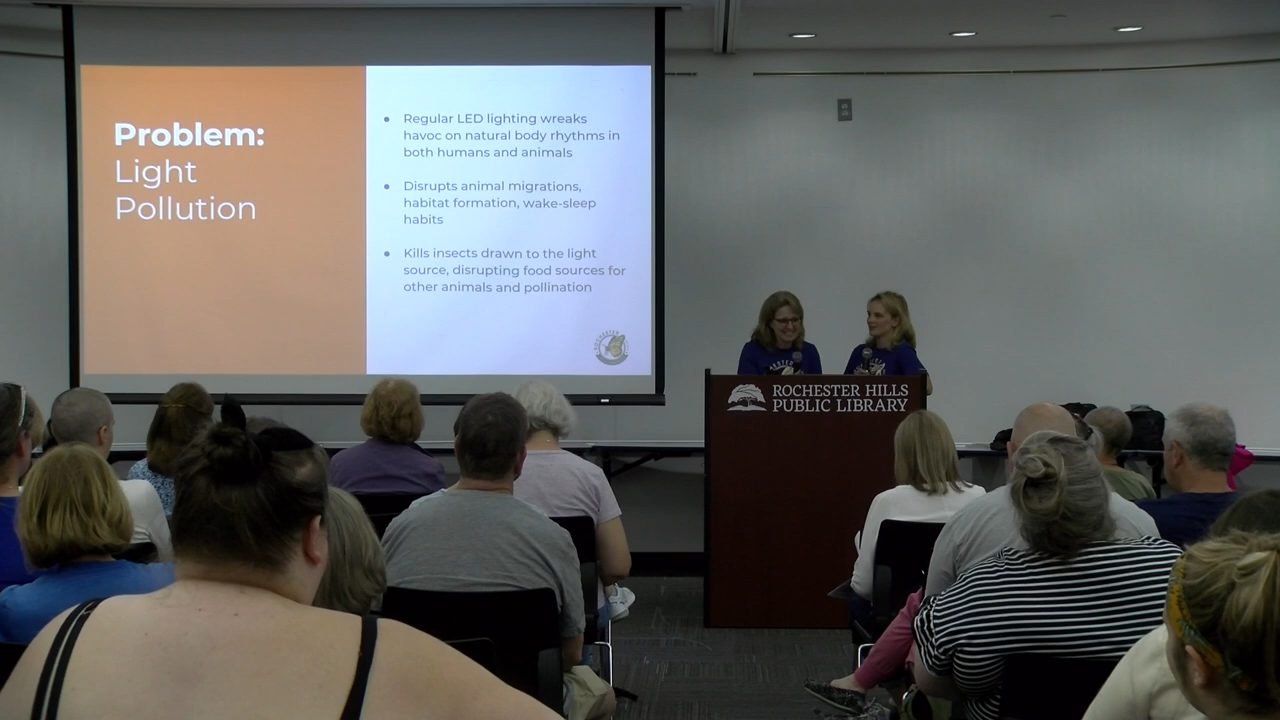 Problem:
Light
Pollution
● Regular LED lighting wreaks
havoc on natural body rhythms in
both humans and animals
● Disrupts animal migrations,
habitat formation, wake-sleep
habits
● Kills insects drawn to the light
source, disrupting food sources for
other animals and pollination
ROCHESTER
ROCHESTER HILLS
PUBLIC LIBRARY